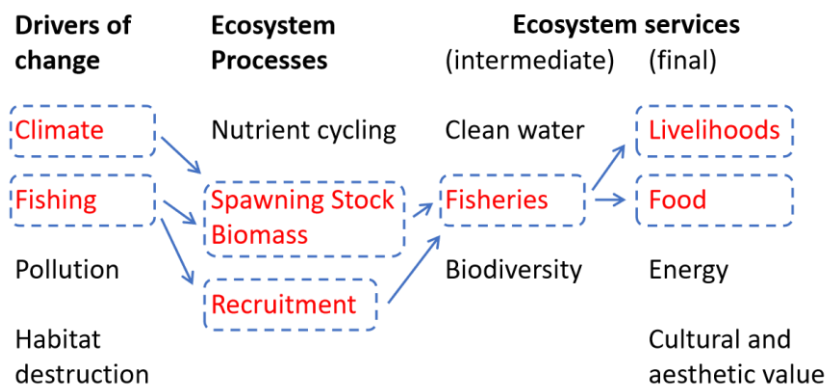 Drivers of change
Ecosystem Processes
Ecosystem services
(intermediate) (final)
Climate
Fishing
Pollution
Habitat destruction
Nutrient cycling
Spawning Stock Biomass
Recruitment
Clean water
Fisheries
Biodiversity
Livelihoods
Food
Energy
Cultural and aesthetic value